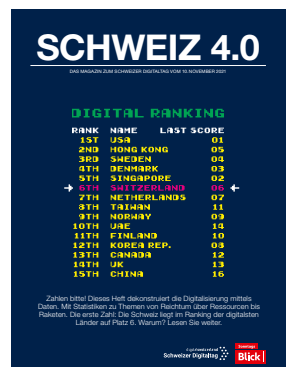 SCHWEIZ 4.0
DAS MAGAZIN ZUM SCHWEIZER DIGITALTAG VOM 10. NOVEMBER 2021
DIGITAL RANKING
RANK NAME LAST SCORE
1ST USA 01
2ND HONG KONG 05
3RD SWEDEN 04
4TH DENMARK 03
5TH SINGAPORE 02
→ 6TH SWITZERLAND 06 ←
7TH NETHERLANDS 07
8TH TAIWAN 11
9TH NORWAY 09
10TH UAE 14
11TH FINLAND 10
12TH KOREA REP. 08
13TH CANADA 12
14TH UK 13
15TH CHINA 16
Zahlen bitte! Dieses Heft dekonstruiert die Digitalisierung mittels
Daten. Mit Statistiken zu Themen von Reichtum über Ressourcen bis
Raketen. Die erste Zahl: Die Schweiz liegt im Ranking der digitalsten
Länder auf Platz 6. Warum? Lesen Sie weiter.
digitalswitzerland
Schweizer Digitaltag
Sonntags
Blick